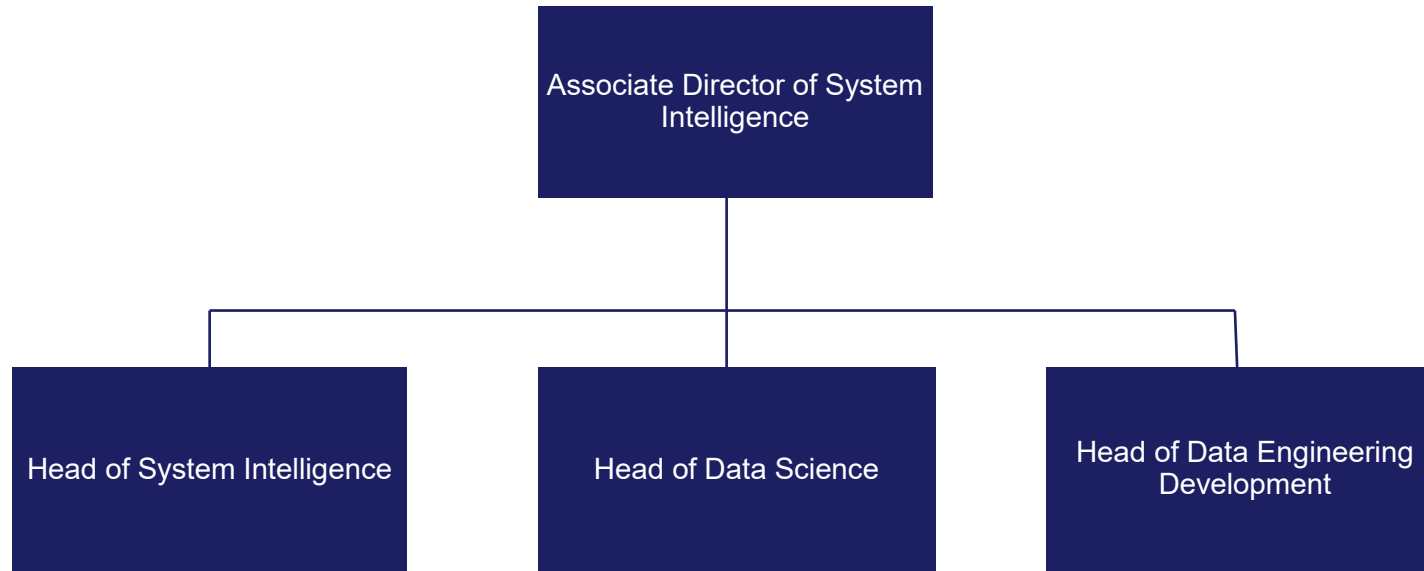 Associate Director of System
Intelligence
Head of System Intelligence
Head of Data Science
Head of Data Engineering
Development